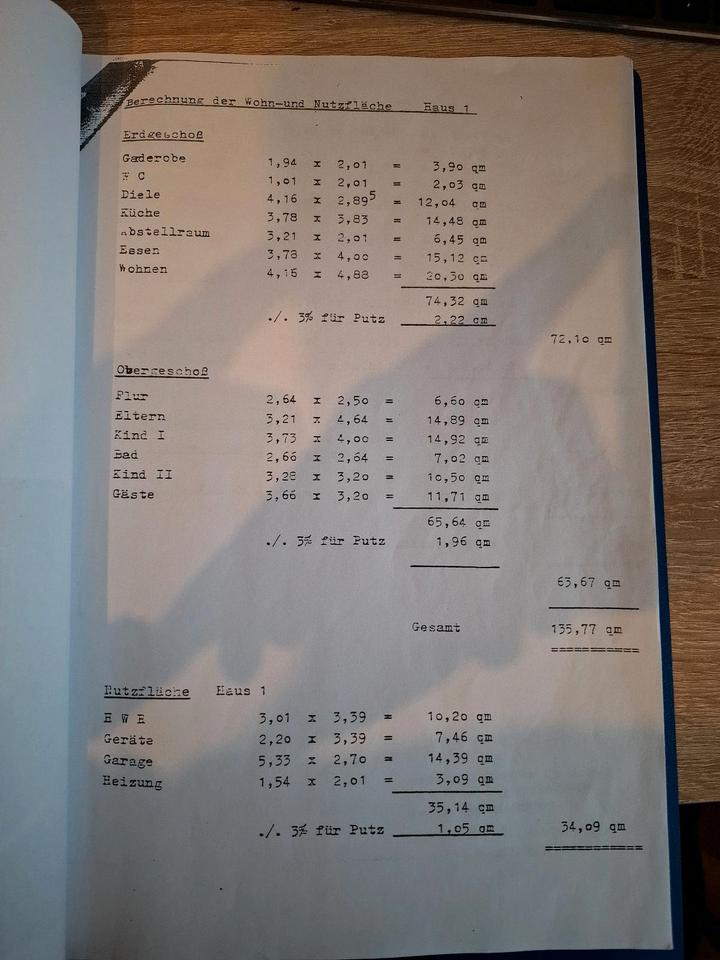 Berechnung der Wohn-und Nutzfläche Haus 1
Erdgeschoß
Gaderobe 1,94 x 2,01 = 3,90 qm
W C 1,01 x 2,01 = 2,03 qm
Diele 4,16 x 2,89⁵ = 12,04 qm
Küche 3,78 x 3,83 = 14,48 qm
Abstellraum 3,21 x 2,01 = 6,45 qm
Essen 3,78 x 4,00 = 15,12 qm
Wohnen 4,16 x 4,88 = 20,30 qm
74,32 qm
./. 3% für Putz 2,22 qm
72,10 qm
Obergeschoß
Flur 2,64 x 2,50 = 6,60 qm
Eltern 3,21 x 4,64 = 14,89 qm
Kind I 3,73 x 4,00 = 14,92 qm
Bad 2,66 x 2,64 = 7,02 qm
Kind II 3,28 x 3,20 = 10,50 qm
Gäste 3,66 x 3,20 = 11,71 qm
65,64 qm
./. 3% für Putz 1,96 qm
63,67 qm
Gesamt 135,77 qm
Nutzfläche Haus 1
H W R 3,01 x 3,39 = 10,20 qm
Geräte 2,20 x 3,39 = 7,46 qm
Garage 5,33 x 2,70 = 14,39 qm
Heizung 1,54 x 2,01 = 3,09 qm
35,14 qm
./. 3% für Putz 1,05 qm 34,09 qm